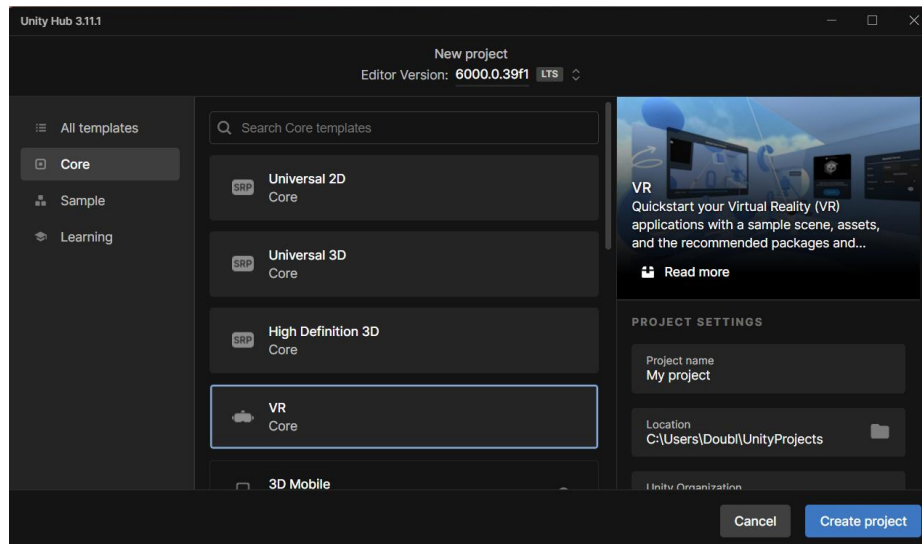 Unity Hub 3.11.1
New project
Editor Version: 6000.0.39f1 LTS
All templates
Core
Sample
Learning
Search Core templates
SRP
Universal 2D
Core
SRP
Universal 3D
Core
SRP
High Definition 3D
Core
VR
Core
3D Mobile
VR
Quickstart your Virtual Reality (VR)
applications with a sample scene, assets,
and the recommended packages and...
Read more
PROJECT SETTINGS
Project name
My project
Location
C:\Users\Doubl\UnityProjects
Unity Organization
Cancel
Create project